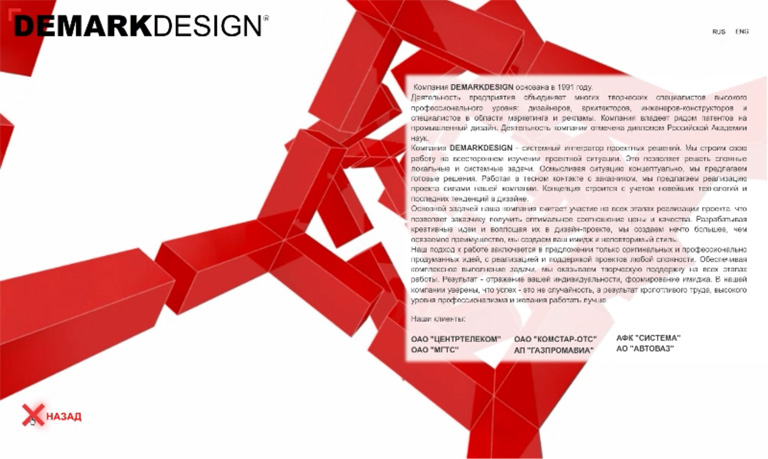 DEMARKDESIGN®
RUS ENG
Компания DEMARKDESIGN основана в 1991 году.
Деятельность предприятия объединяет многих творческих специалистов высокого
профессионального уровня: дизайнеров, архитекторов, инженеров-конструкторов и
специалистов в области маркетинга и рекламы. Компания владеет рядом патентов на
промышленный дизайн. Деятельность компании отмечена дипломом Российской Академии
наук.
Компания DEMARKDESIGN - системный интегратор проектных решений. Мы строим свою
работу на всестороннем изучении проектной ситуации. Это позволяет решать сложные
локальные и системные задачи. Осмысливая ситуацию концептуально, мы предлагаем
готовые решения. Работая в тесном контакте с заказчиком, мы предлагаем реализацию
проекта силами нашей компании. Концепция строится с учетом новейших технологий и
последних тенденций в дизайне.
Основной задачей наша компания считает участие на всех этапах реализации проекта, что
позволяет заказчику получить оптимальное соотношение цены и качества. Разрабатывая
креативные идеи и воплощая их в дизайн-проекте, мы создаем нечто большее, чем
осязаемое преимущество, мы создаем ваш имидж и неповторимый стиль.
Наш подход к работе заключается в предложении только оригинальных и профессионально
продуманных идей, с реализацией и поддержкой проектов любой сложности. Обеспечивая
комплексное выполнение задачи, мы оказываем творческую поддержку на всех этапах
работы. Результат - отражение вашей индивидуальности, формирование имиджа. В нашей
компании уверены, что успех - это не случайность, а результат кропотливого труда, высокого
уровня профессионализма и желания работать лучше.
Наши клиенты:
ОАО "ЦЕНТРТЕЛЕКОМ" ОАО "КОМСТАР-ОТС" АФК "СИСТЕМА"
ОАО "МГТС" АП "ГАЗПРОМАВИА" АО "АВТОВАЗ"
НАЗАД